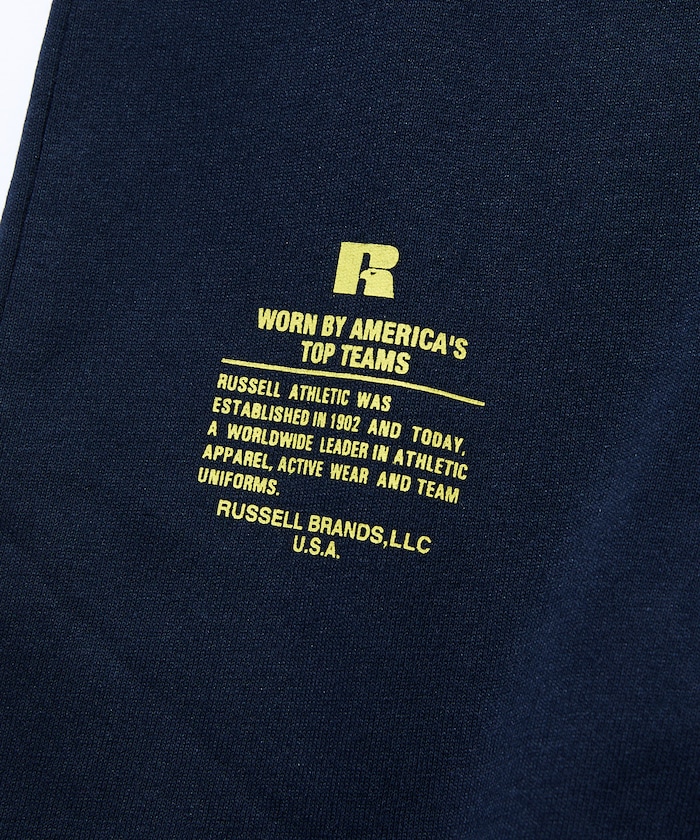 R
WORN BY AMERICA'S
TOP TEAMS
RUSSELL ATHLETIC WAS
ESTABLISHED IN 1902 AND TODAY,
A WORLDWIDE LEADER IN ATHLETIC
APPAREL, ACTIVE WEAR AND TEAM
UNIFORMS.
RUSSELL BRANDS,LLC
U.S.A.